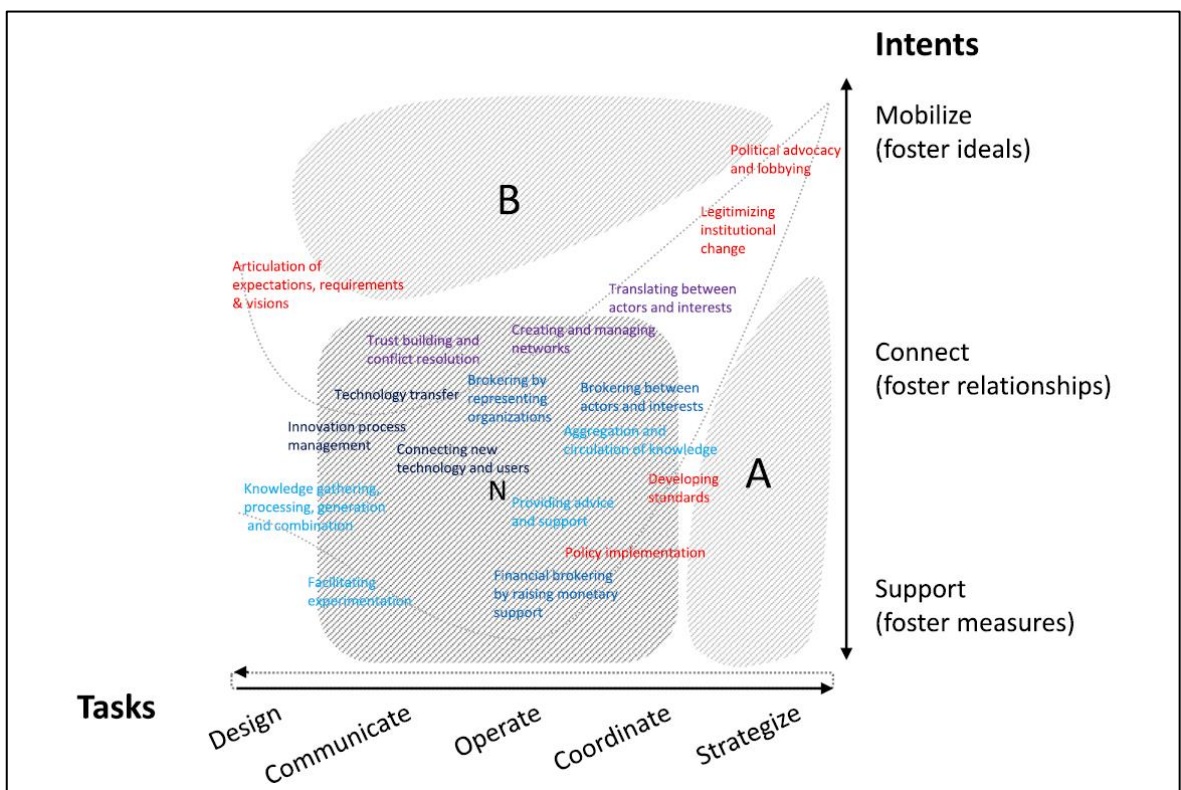 Intents
Mobilize
(foster ideals)
Political advocacy
and lobbying
B
Legitimizing
institutional
change
Articulation of
expectations, requirements
& visions
Translating between
actors and interests
Trust building and
conflict resolution
Creating and managing
networks
Connect
(foster relationships)
Technology transfer
Brokering by
representing
organizations
Brokering between
actors and interests
Innovation process
management
Aggregation and
circulation of knowledge
Connecting new
technology and users
A
Developing
standards
N
Knowledge gathering,
processing, generation
and combination
Providing advice
and support
Policy implementation
Facilitating
experimentation
Financial brokering
by raising monetary
support
Support
(foster measures)
Tasks
Design
Communicate
Operate
Coordinate
Strategize